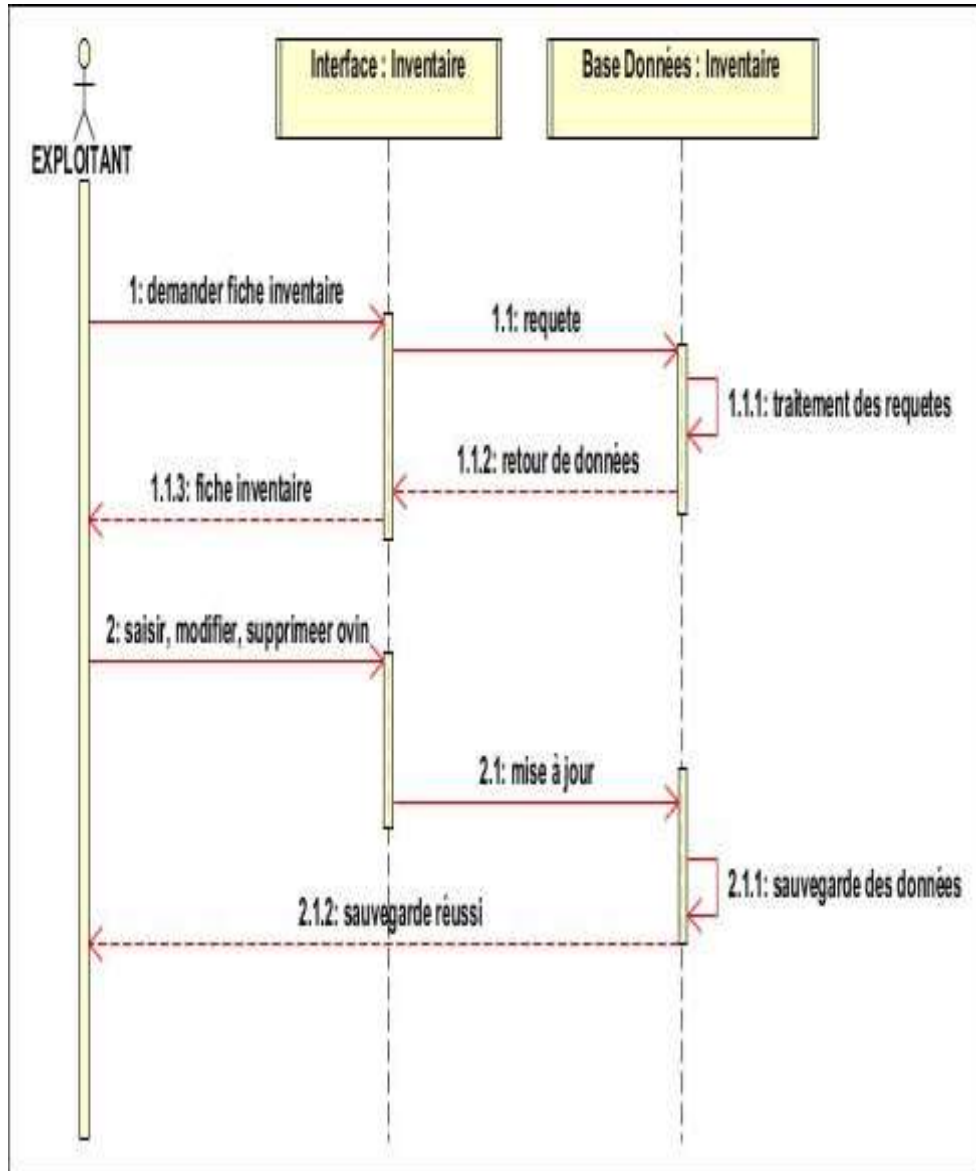 Interface : Inventaire
Base Données : Inventaire
EXPLOITANT
1: demander fiche inventaire
1.1: requete
1.1.1: traitement des requetes
1.1.2: retour de données
1.1.3: fiche inventaire
2: saisir, modifier, supprimeer ovin
2.1: mise à jour
2.1.1: sauvegarde des données
2.1.2: sauvegarde réussi